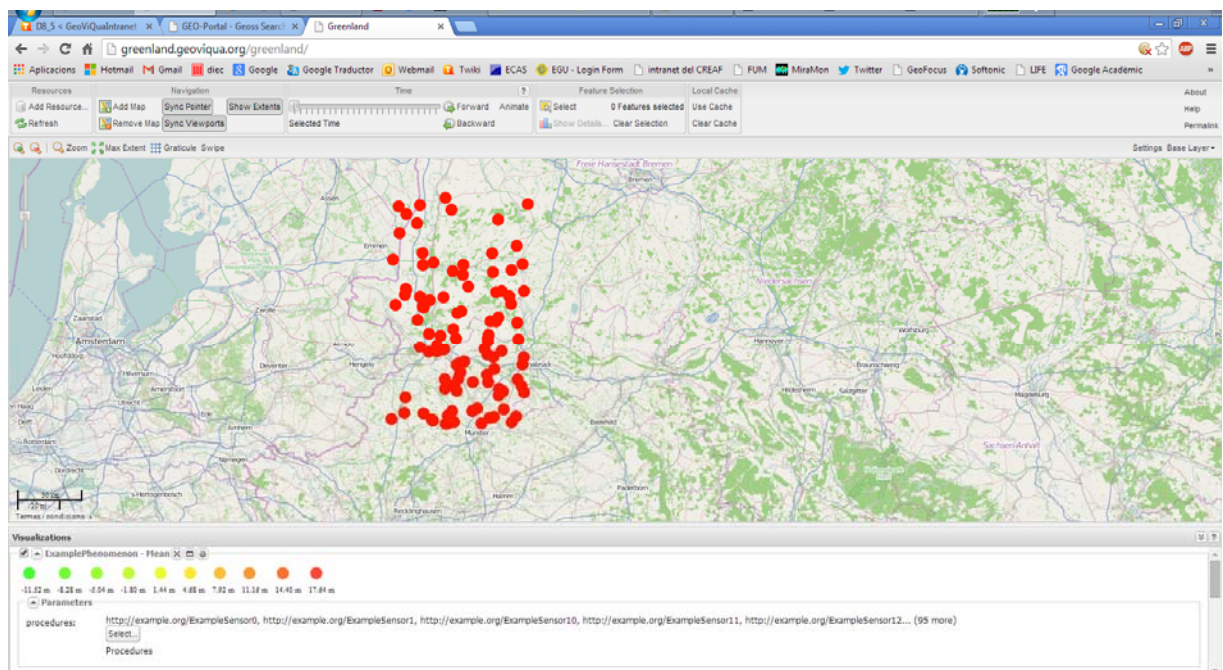 D8_5 < GeoViQuaIntranet
GEO-Portal - Geoss Search
Greenland
greenland.geoviqua.org/greenland/
Aplicacions Hotmail Gmail diec Google Google Traductor Webmail Twiki ECAS EGU - Login Form intranet del CREAF FUM MiraMon Twitter GeoFocus Softonic LIFE Google Acadèmic »
Resources Navigation Time ? Feature Selection Local Cache About
Add Resource... Add Map Sync Pointer Show Extents Forward Animate Select 0 Features selected Use Cache Help
Refresh Remove Map Sync Viewports Selected Time Backward Show Details... Clear Selection Clear Cache Permalink
Zoom Max Extent Graticule Swipe Settings Base Layer
Freie Hansestadt Bremen
Bremen
Assen
Emmen
Niedersachsen
Zwolle
Zaanstad
Amsterdam
Wolfsburg
Hannover
Hoofddorp
Hilversum
Deventer
Hengelo
Braunschweig
Leiden
Amersfoort
Hildesheim
Salzgitter
Magdeburg
Utrecht
Ede
Delft
Arnhem
Bielefeld
Münster
Rotterdam
Sachsen-Anhalt
Nijmegen
Dordrecht
Paderborn
's-Hertogenbosch
Hamm
Recklinghausen
Termes i condicions
Visualizations
ExamplePhenomenon - Mean
-11.52 m -8.28 m -5.04 m -1.80 m 1.44 m 4.68 m 7.92 m 11.16 m 14.40 m 17.64 m
Parameters
procedures: http://example.org/ExampleSensor0, http://example.org/ExampleSensor1, http://example.org/ExampleSensor10, http://example.org/ExampleSensor11, http://example.org/ExampleSensor12... (95 more)
Select...
Procedures